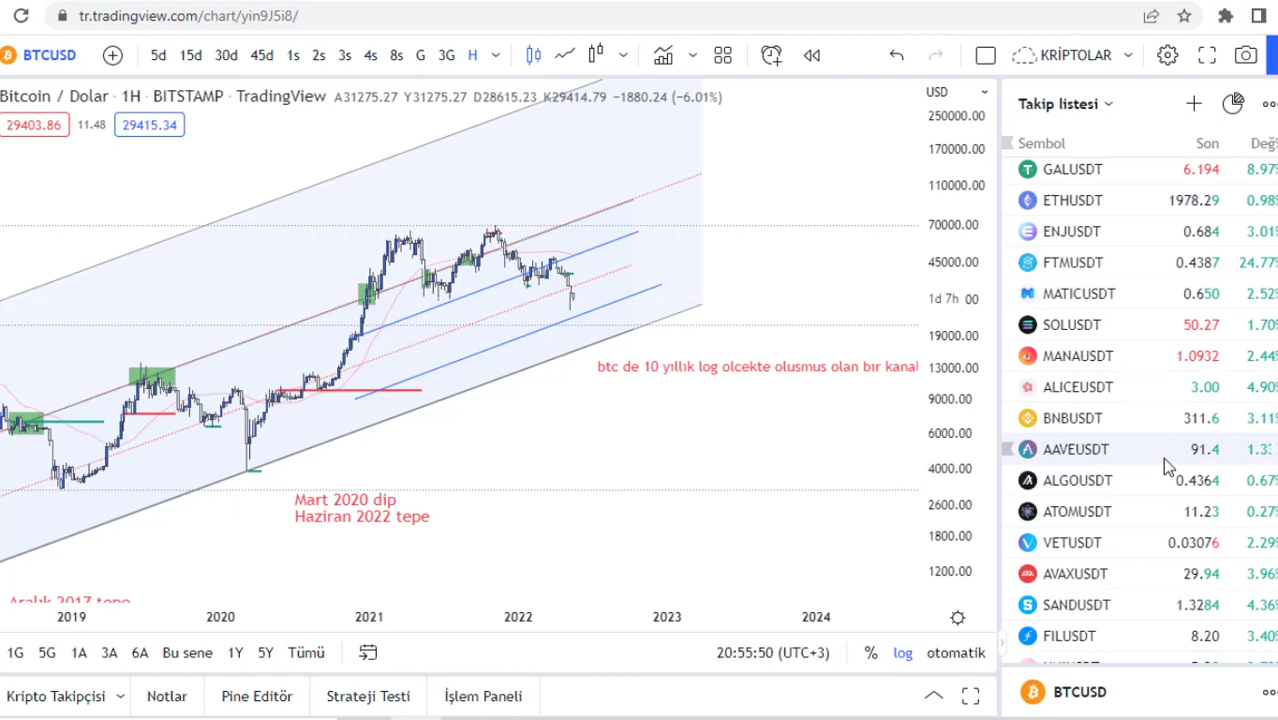 tr.tradingview.com/chart/yin9J5i8/
BTCUSD 5d 15d 30d 45d 1s 2s 3s 4s 8s G 3G H KRİPTOLAR
Bitcoin / Dolar · 1H · BITSTAMP · TradingView A31275.27 Y31275.27 D28615.23 K29414.79 −1880.24 (−6.01%)
29403.86 11.48 29415.34
USD
250000.00
170000.00
110000.00
70000.00
45000.00
1d 7h 00
19000.00
13000.00
9000.00
6000.00
4000.00
2600.00
1800.00
1200.00
btc de 10 yıllık log olcekte olusmus olan bır kanal
Mart 2020 dip
Haziran 2022 tepe
Aralık 2017 tepe
2019 2020 2021 2022 2023 2024
1G 5G 1A 3A 6A Bu sene 1Y 5Y Tümü 20:55:50 (UTC+3) % log otomatik
Kripto Takipçisi Notlar Pine Editör Strateji Testi İşlem Paneli
Takip listesi
Sembol Son Değ%
GALUSDT 6.194 8.97%
ETHUSDT 1978.29 0.98%
ENJUSDT 0.684 3.01%
FTMUSDT 0.4387 24.77%
MATICUSDT 0.650 2.52%
SOLUSDT 50.27 1.70%
MANAUSDT 1.0932 2.44%
ALICEUSDT 3.00 4.90%
BNBUSDT 311.6 3.11%
AAVEUSDT 91.4 1.3
ALGOUSDT 0.4364 0.67%
ATOMUSDT 11.23 0.27%
VETUSDT 0.03076 2.29%
AVAXUSDT 29.94 3.96%
SANDUSDT 1.3284 4.36%
FILUSDT 8.20 3.40%
BTCUSD